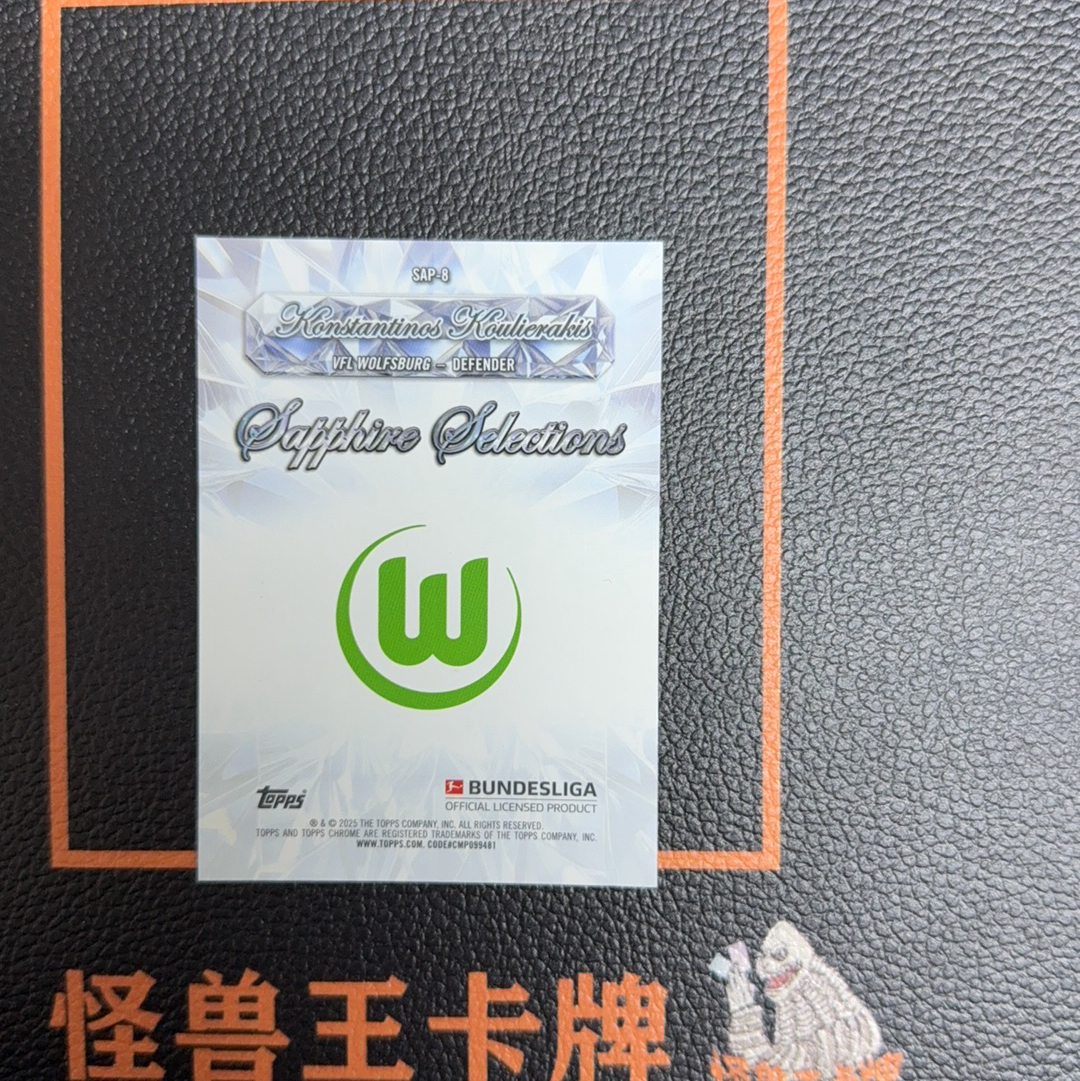 SAP-8
Konstantinos Koulierakis
VFL WOLFSBURG – DEFENDER
Sapphire Selections
W
Topps® BUNDESLIGA
OFFICIAL LICENSED PRODUCT
® & © 2025 THE TOPPS COMPANY, INC. ALL RIGHTS RESERVED.
TOPPS AND TOPPS CHROME ARE REGISTERED TRADEMARKS OF THE TOPPS COMPANY, INC.
WWW.TOPPS.COM. CODE#CMP099481
怪兽王卡牌